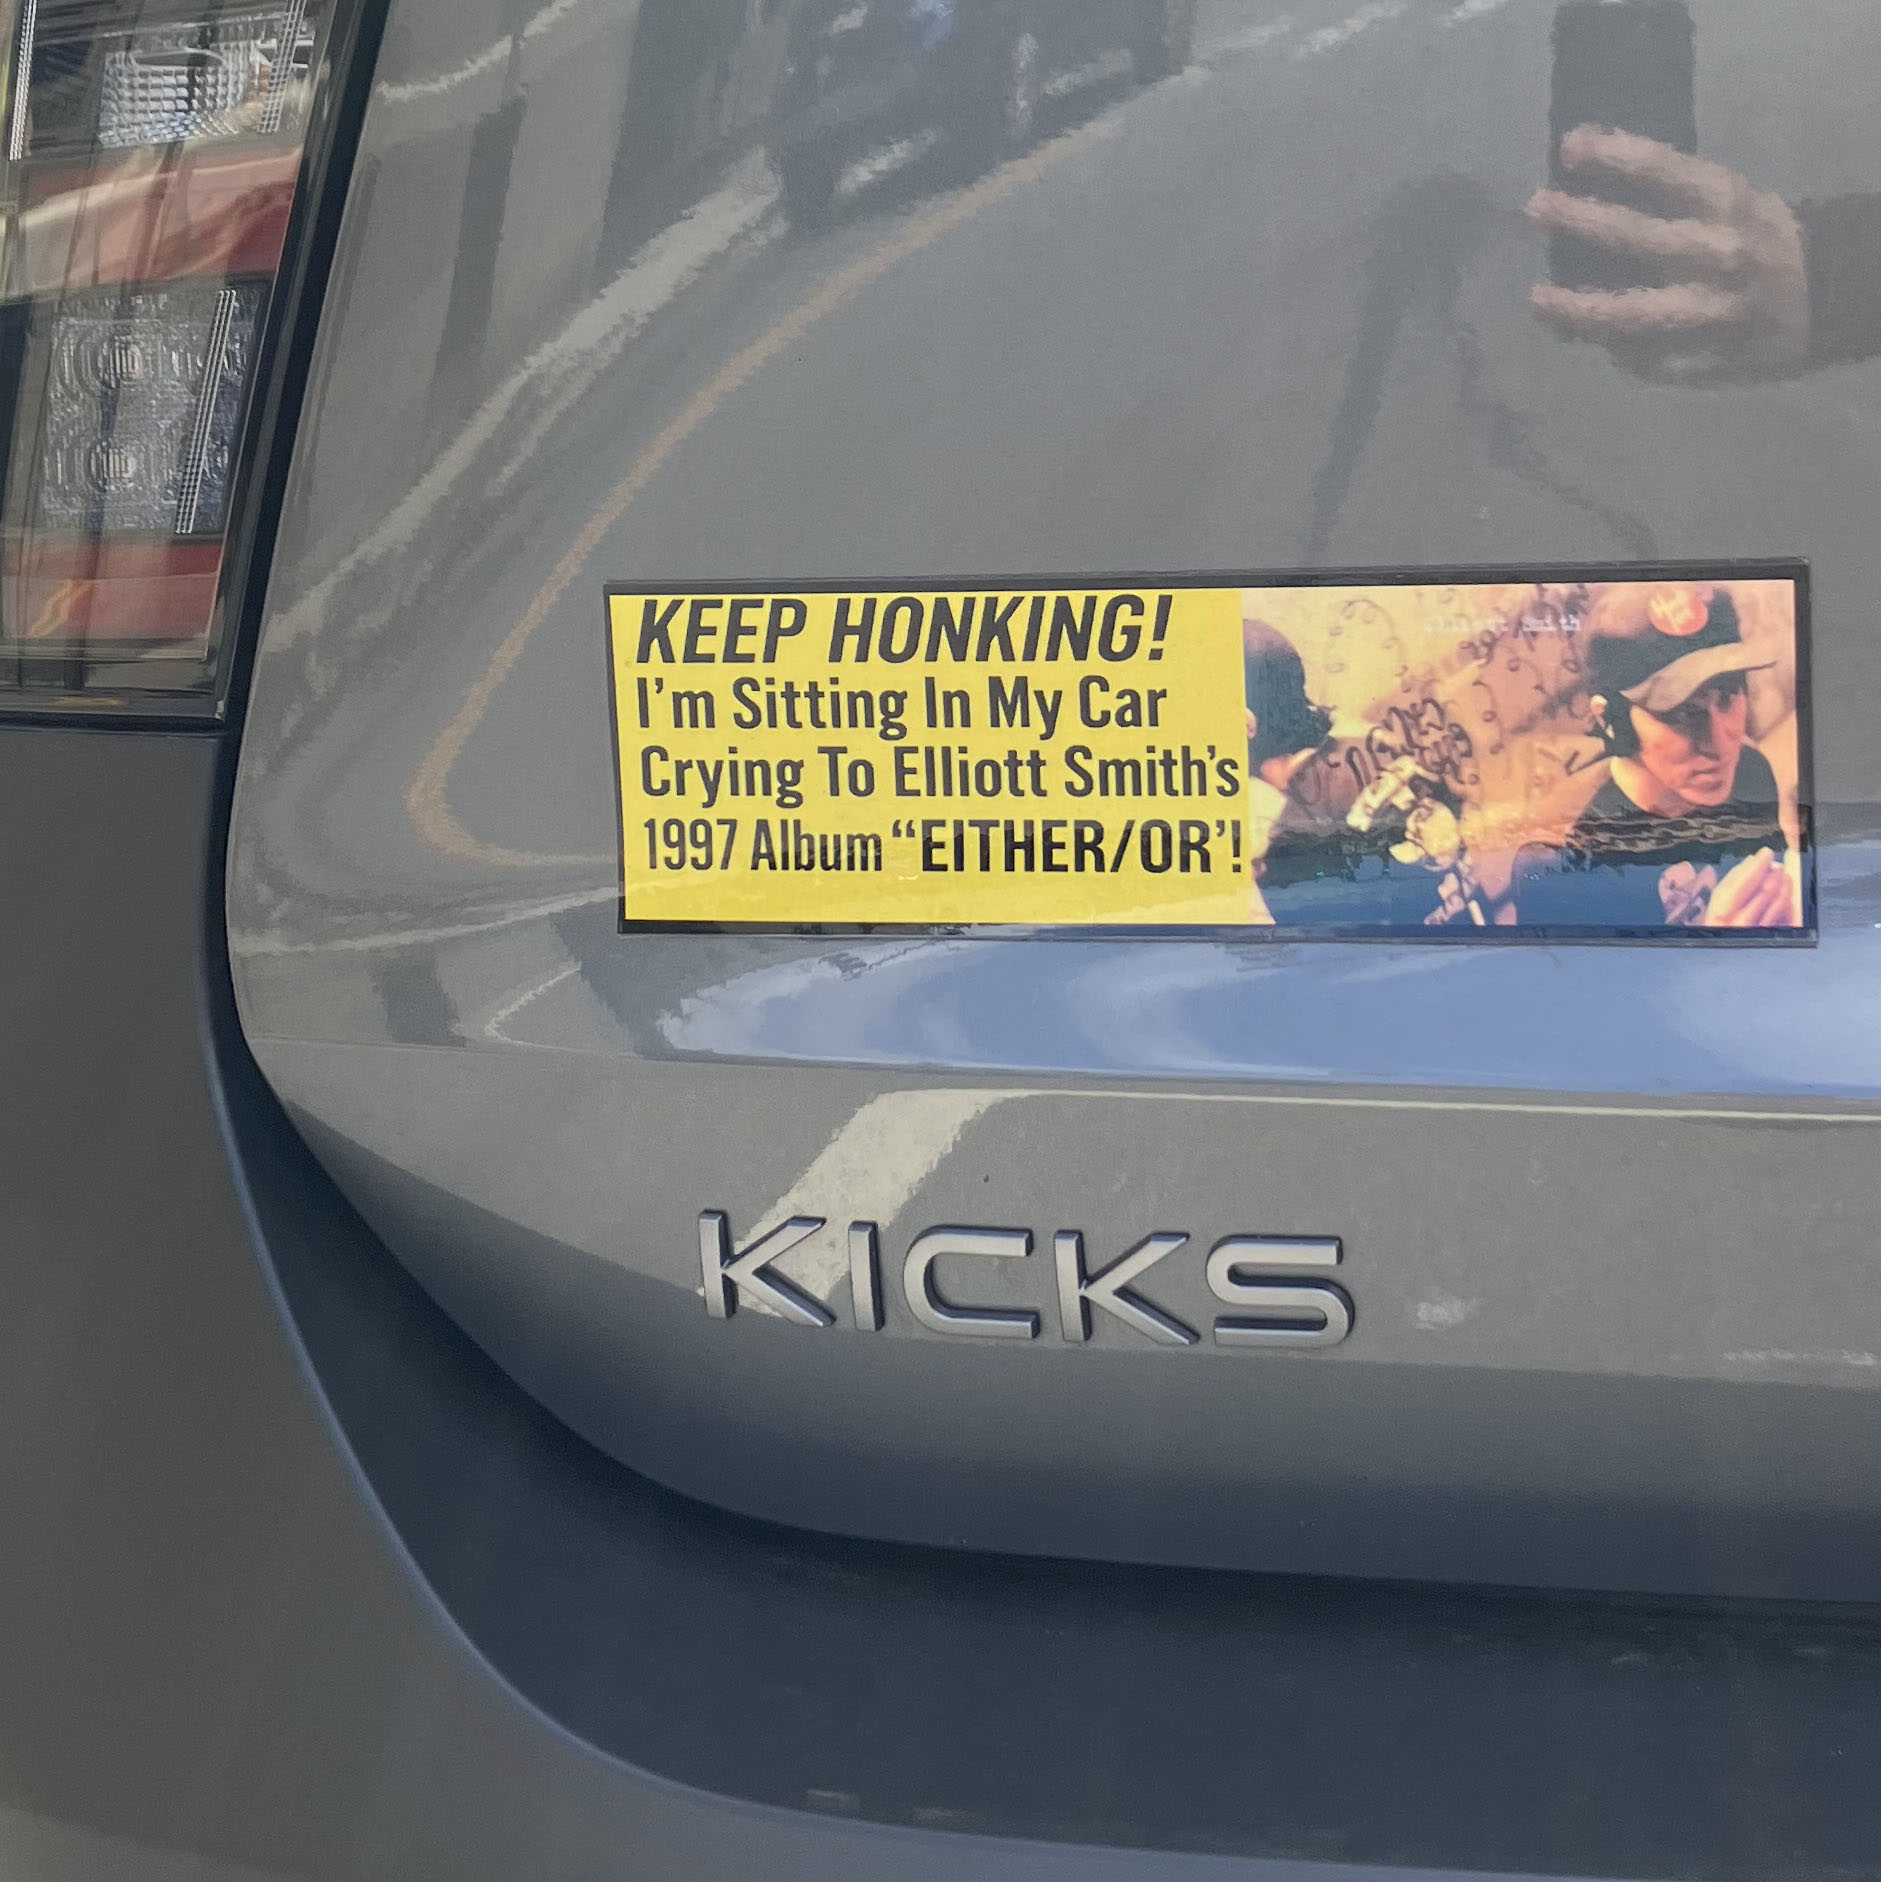 KEEP HONKING!
I'm Sitting In My Car
Crying To Elliott Smith's
1997 Album “EITHER/OR'!
KICKS